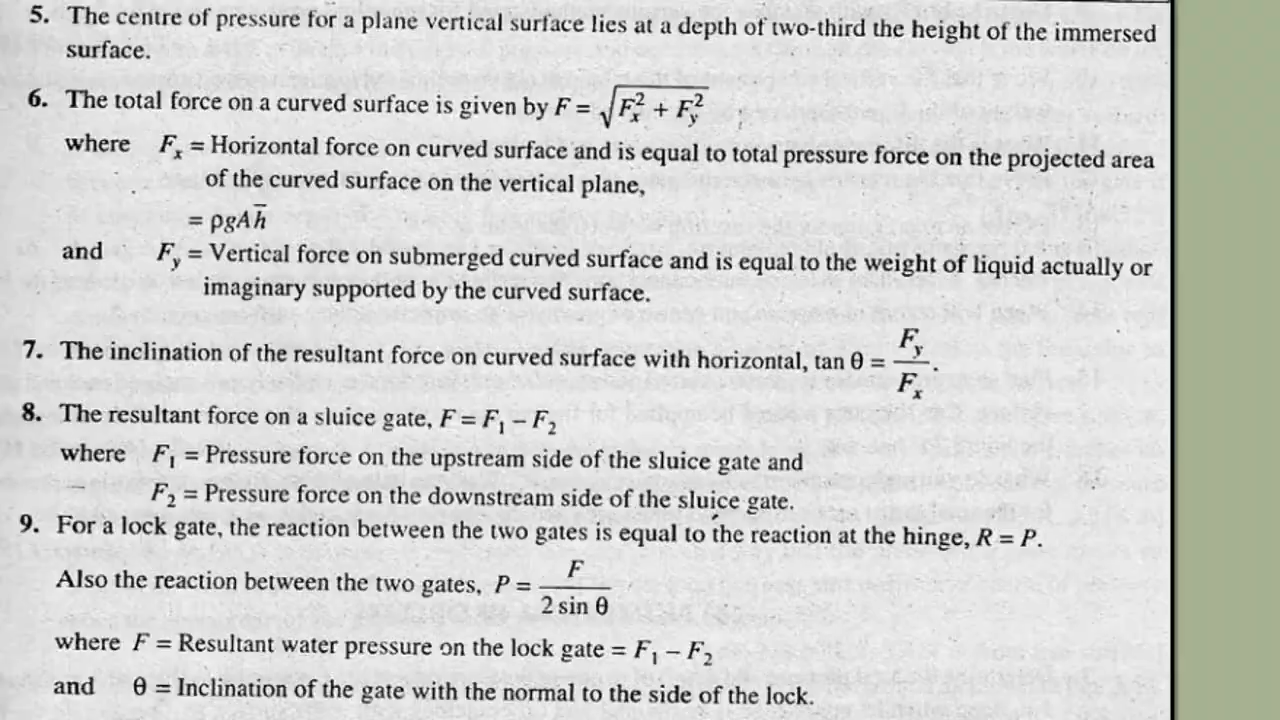 5. The centre of pressure for a plane vertical surface lies at a depth of two-third the height of the immersed
surface.
6. The total force on a curved surface is given by F = √(Fₓ² + Fᵧ²)
where Fₓ = Horizontal force on curved surface and is equal to total pressure force on the projected area
of the curved surface on the vertical plane,
= ρgAh̄
and Fᵧ = Vertical force on submerged curved surface and is equal to the weight of liquid actually or
imaginary supported by the curved surface.
7. The inclination of the resultant force on curved surface with horizontal, tan θ = Fᵧ/Fₓ.
8. The resultant force on a sluice gate, F = F₁ – F₂
where F₁ = Pressure force on the upstream side of the sluice gate and
F₂ = Pressure force on the downstream side of the sluice gate.
9. For a lock gate, the reaction between the two gates is equal to the reaction at the hinge, R = P.
Also the reaction between the two gates, P = F/(2 sin θ)
where F = Resultant water pressure on the lock gate = F₁ – F₂
and θ = Inclination of the gate with the normal to the side of the lock.